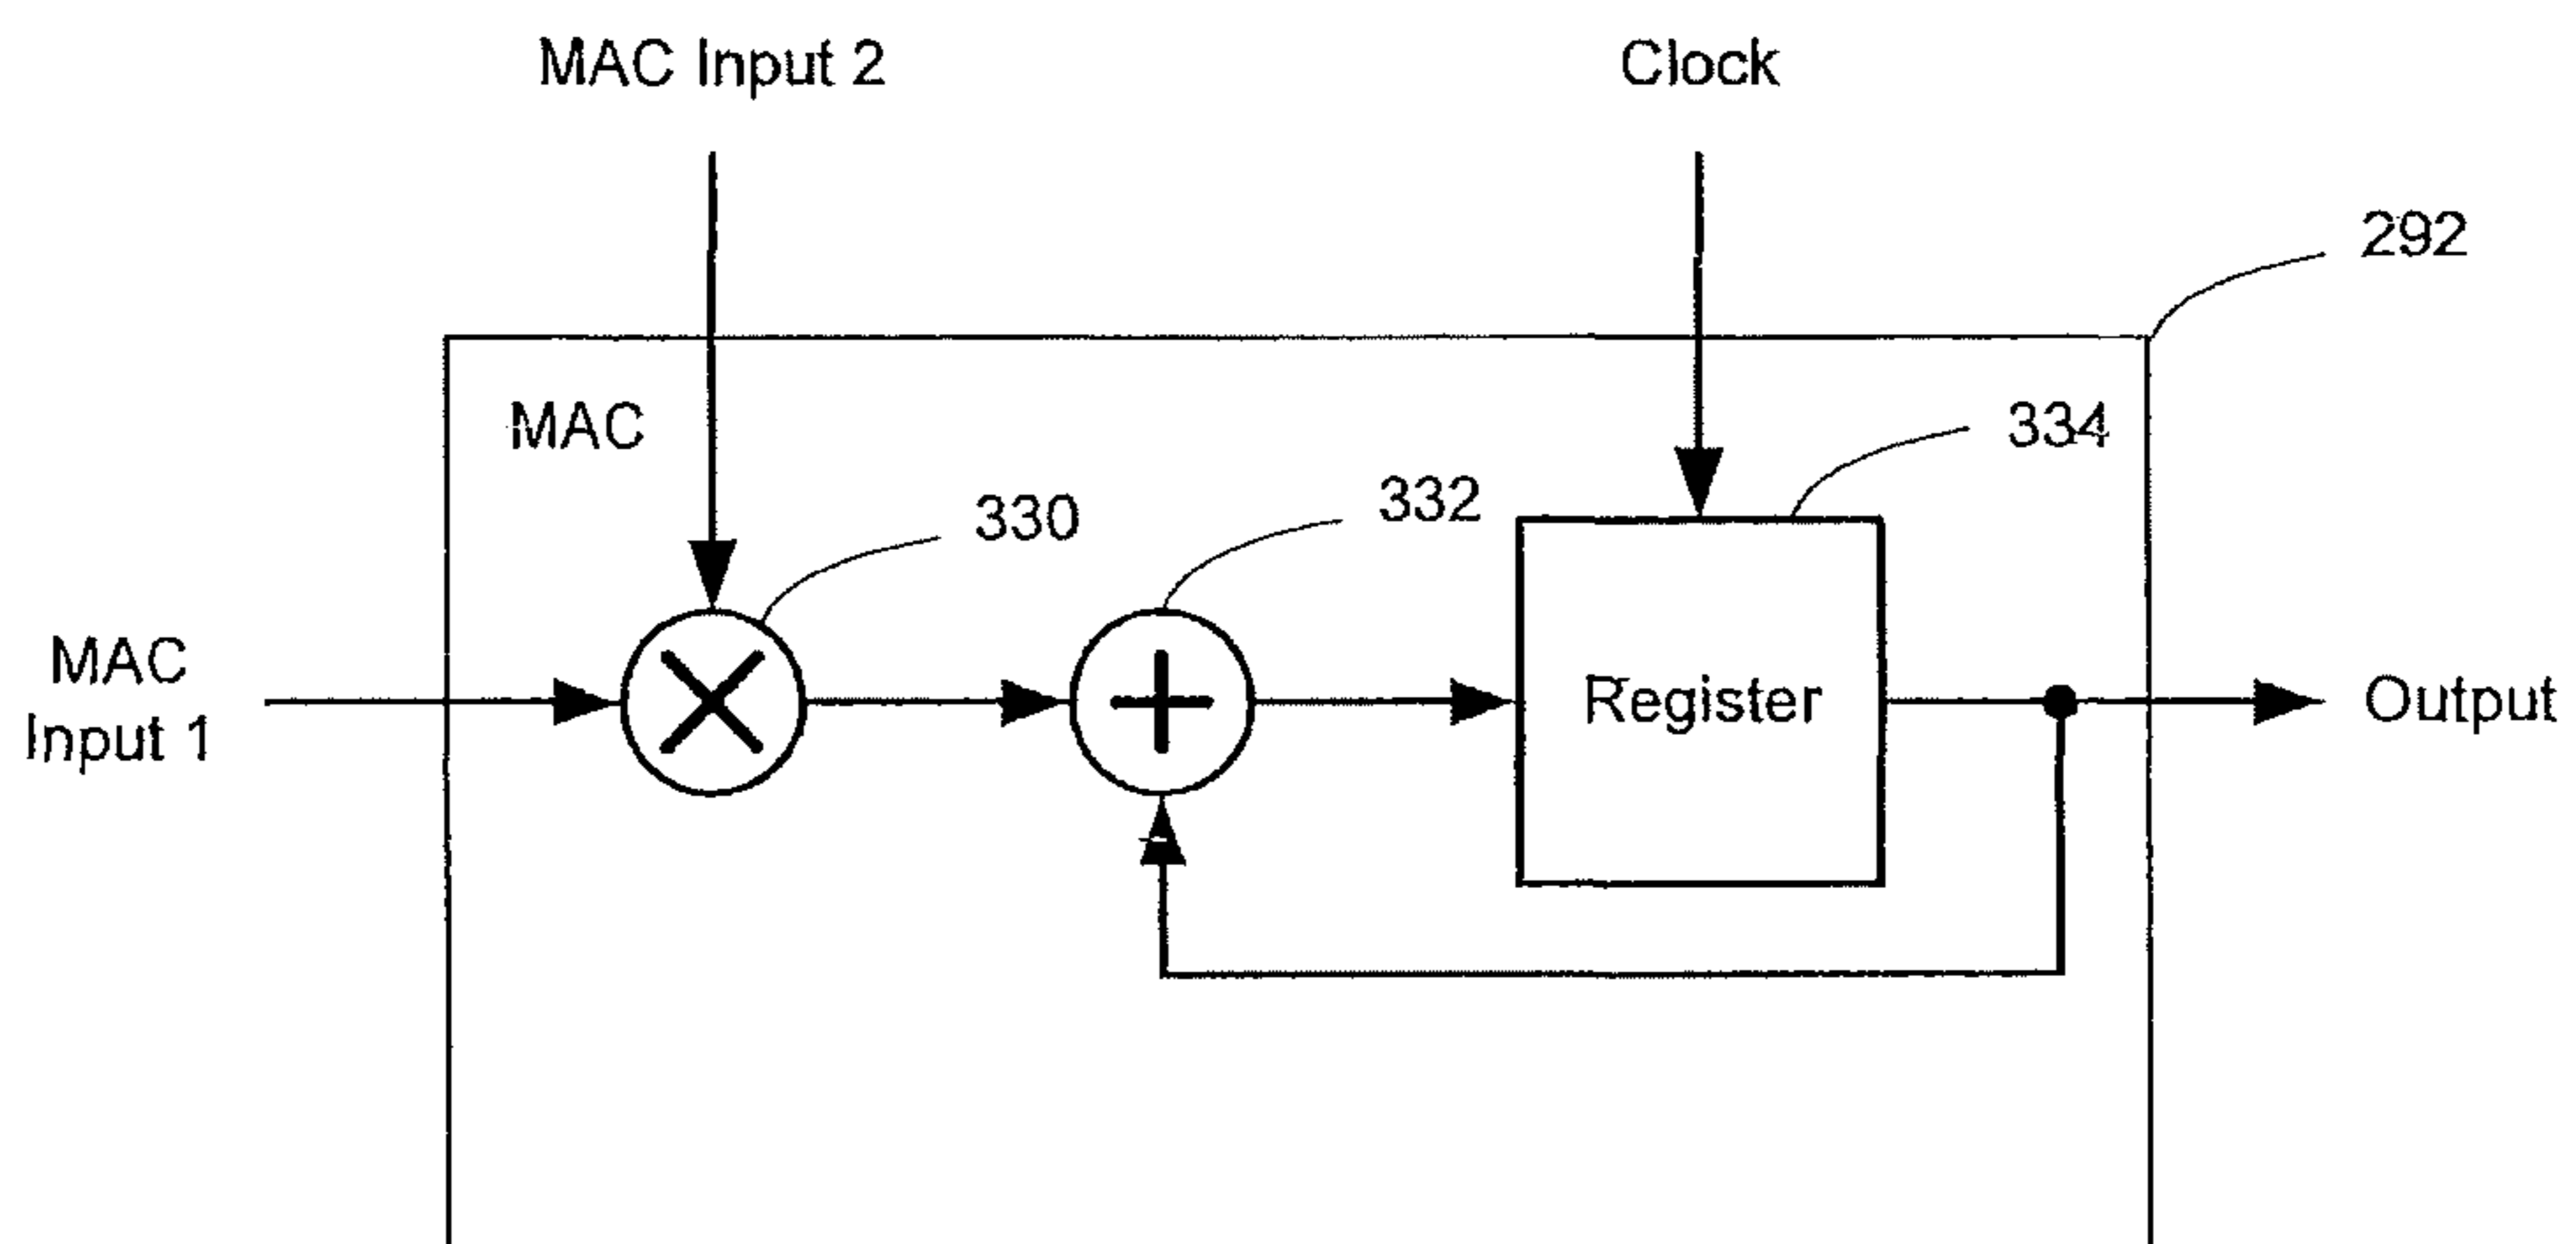 MAC Input 2
Clock
292
MAC
334
332
330
MAC
Input 1
Register
Output